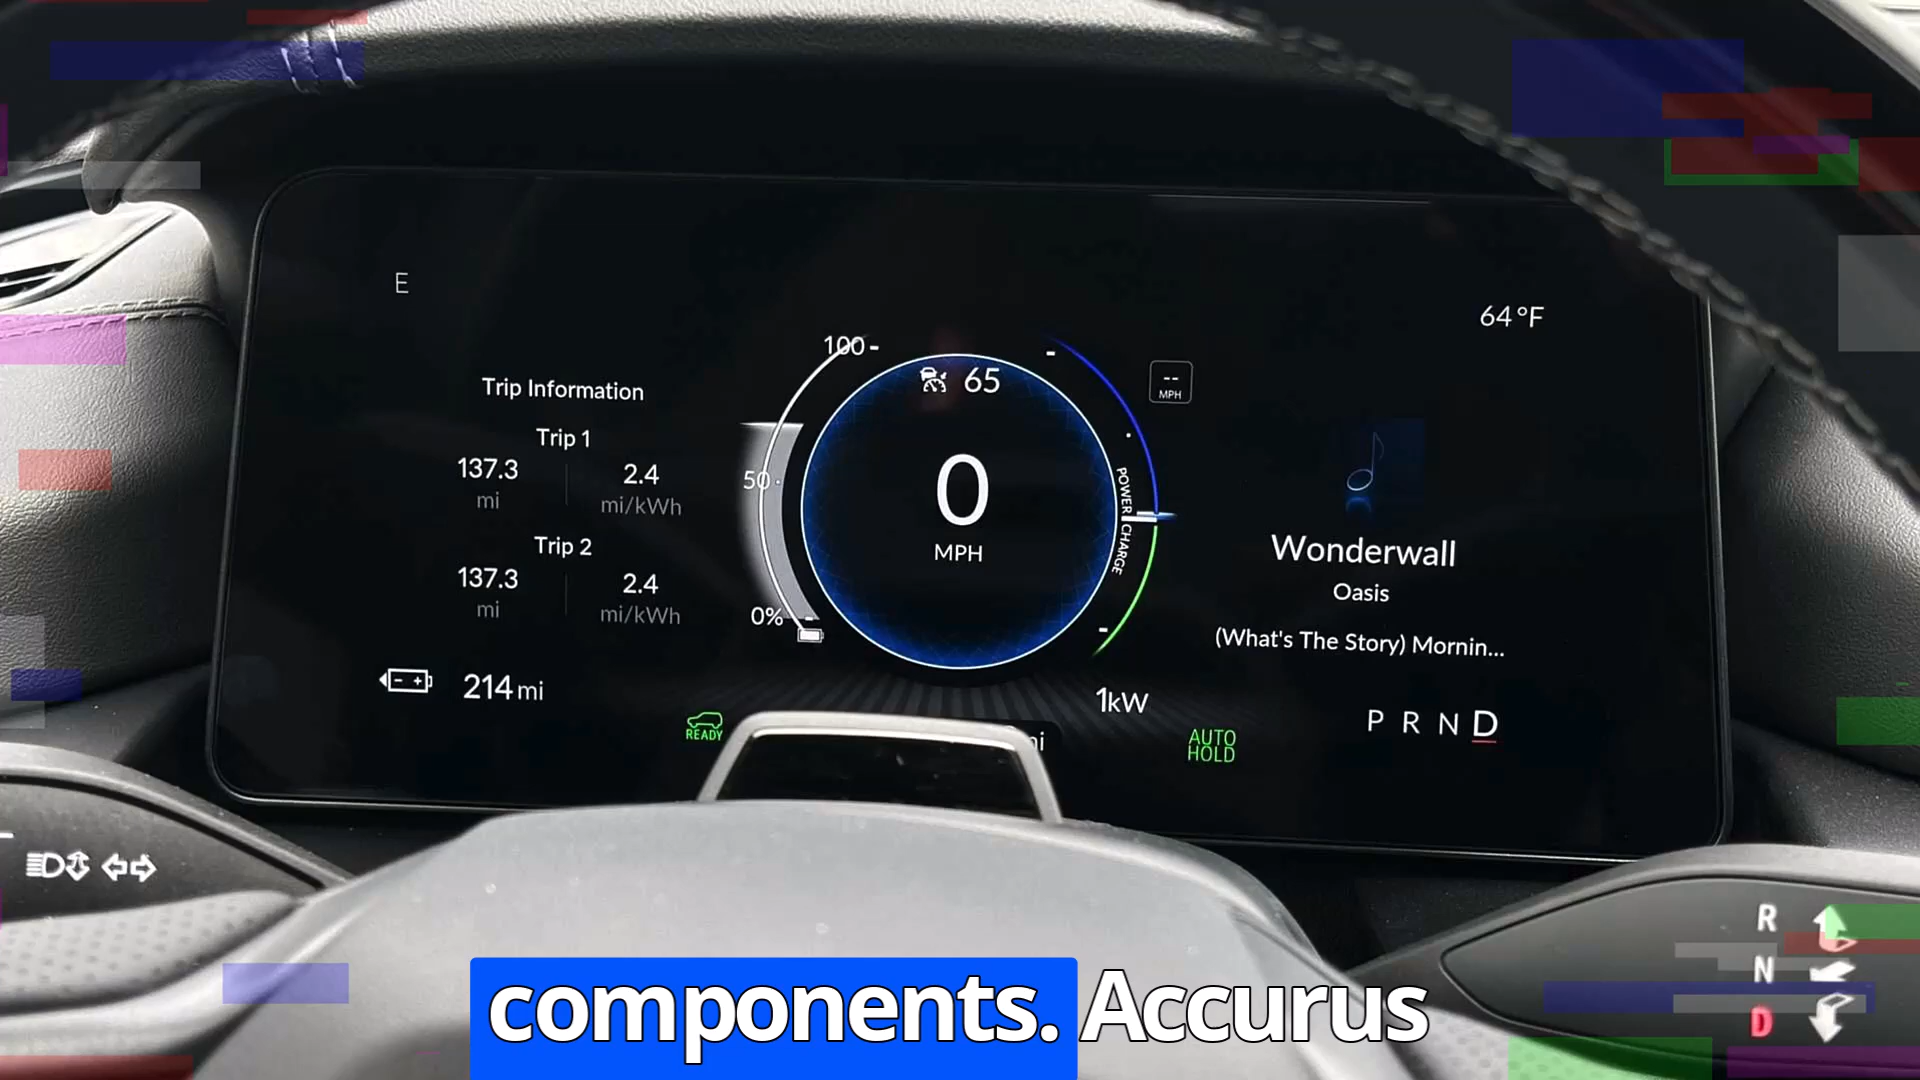 E
64°F
Trip Information
Trip 1
137.3 2.4
mi mi/kWh
Trip 2
137.3 2.4
mi mi/kWh
214 mi
READY
100
50
0%
65
0
MPH
--
MPH
POWER CHARGE
1kW
AUTO
HOLD
Wonderwall
Oasis
(What's The Story) Mornin...
P R N D
R
N
D
components. Accurus